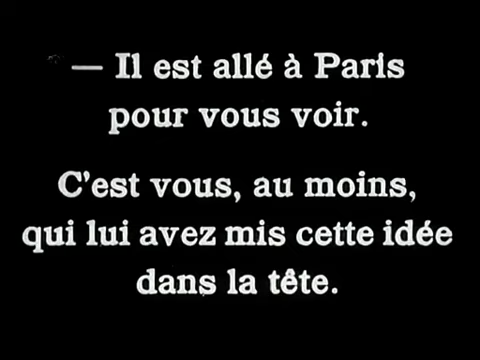 — Il est allé à Paris
pour vous voir.
C'est vous, au moins,
qui lui avez mis cette idée
dans la tête.